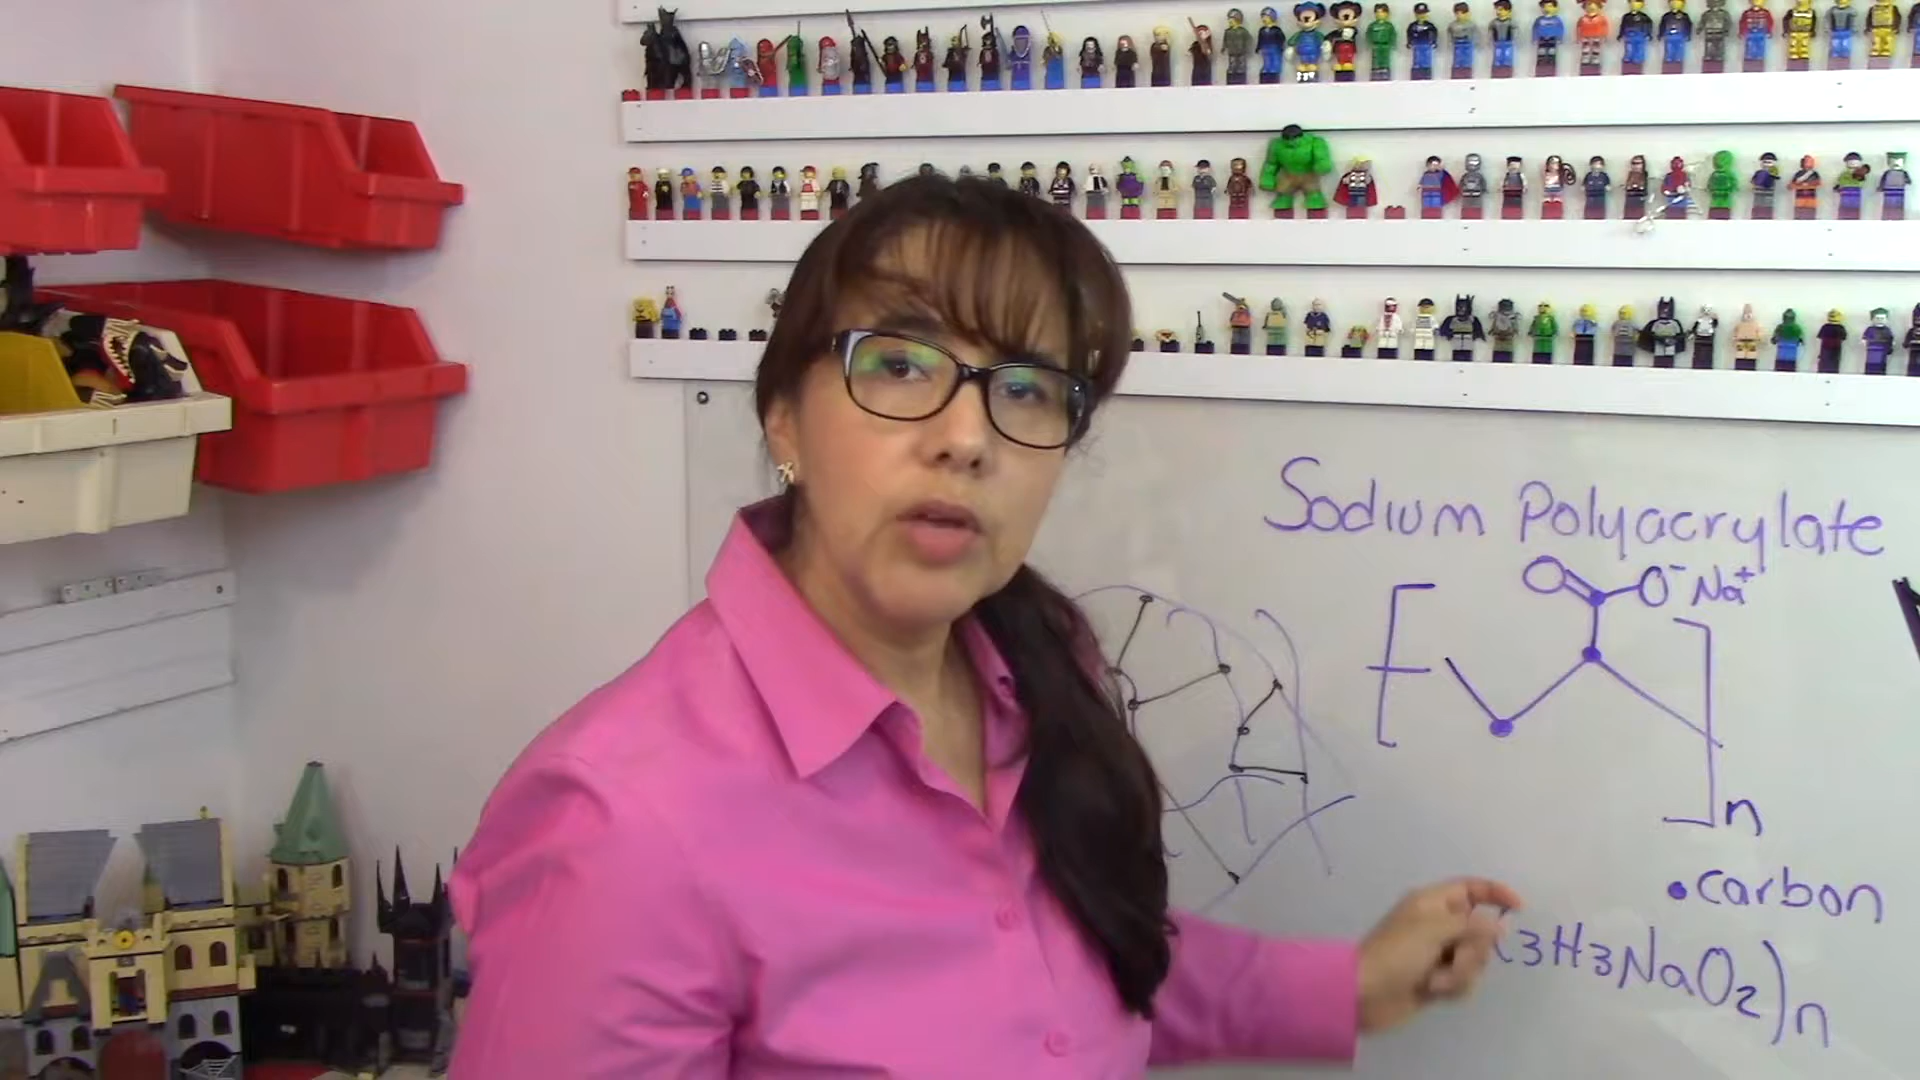 Sodium Polyacrylate
O O⁻ Na⁺
n
•carbon
3H3NaO2)n